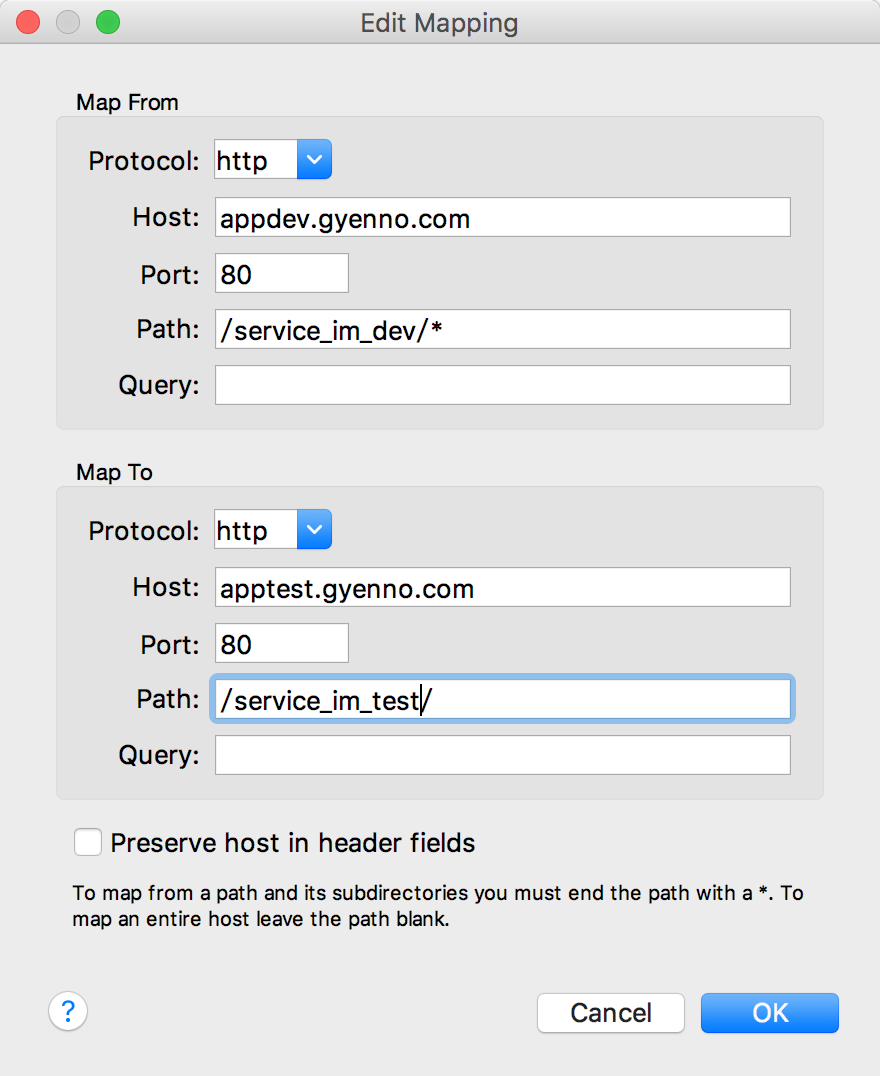 Edit Mapping
Map From
Protocol: http
Host: appdev.gyenno.com
Port: 80
Path: /service_im_dev/*
Query:
Map To
Protocol: http
Host: apptest.gyenno.com
Port: 80
Path: /service_im_test/
Query:
Preserve host in header fields
To map from a path and its subdirectories you must end the path with a *. To
map an entire host leave the path blank.
? Cancel OK